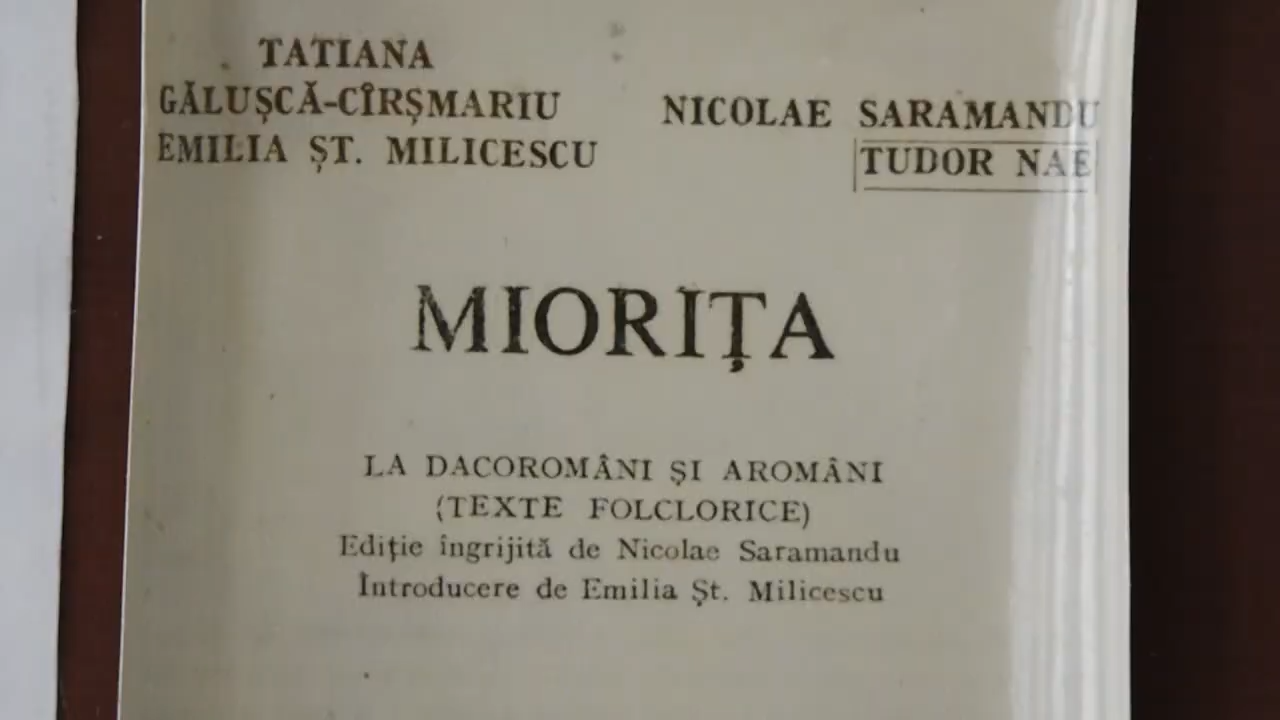 TATIANA
GĂLUȘCĂ-CÎRȘMARIU
EMILIA ȘT. MILICESCU
NICOLAE SARAMANDU
TUDOR NAE
MIORIȚA
LA DACOROMÂNI ȘI AROMÂNI
(TEXTE FOLCLORICE)
Ediție îngrijită de Nicolae Saramandu
Introducere de Emilia Șt. Milicescu